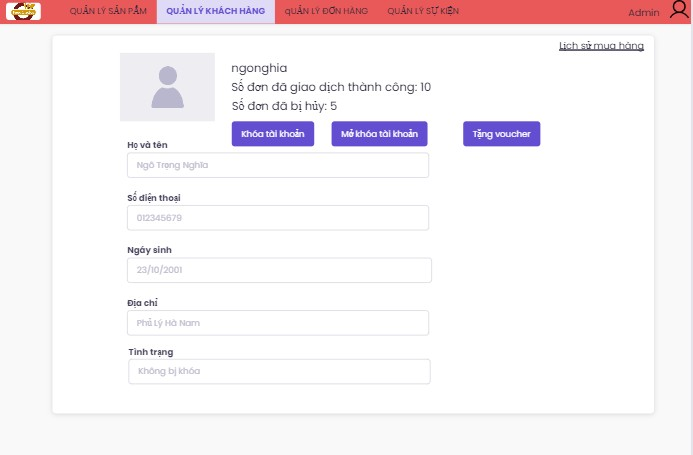 QUẢN LÝ SẢN PẨM
QUẢN LÝ KHÁCH HÀNG
qUẢN LÝ ĐƠN HÀNG
QUẢN LÝ SỰ KIỆN
Admin
Lịch sử mua hàng
ngonghia
Số đơn đã giao dịch thành công: 10
Số đơn đã bị hủy: 5
Khóa tài khoản
Mở khóa tài khoản
Tặng voucher
Họ và tên
Ngô Trọng Nghĩa
Số điện thoại
012345679
Ngáy sinh
23/10/2001
Địa chỉ
Phủ Lý Hà Nam
Tình trạng
Không bị khóa